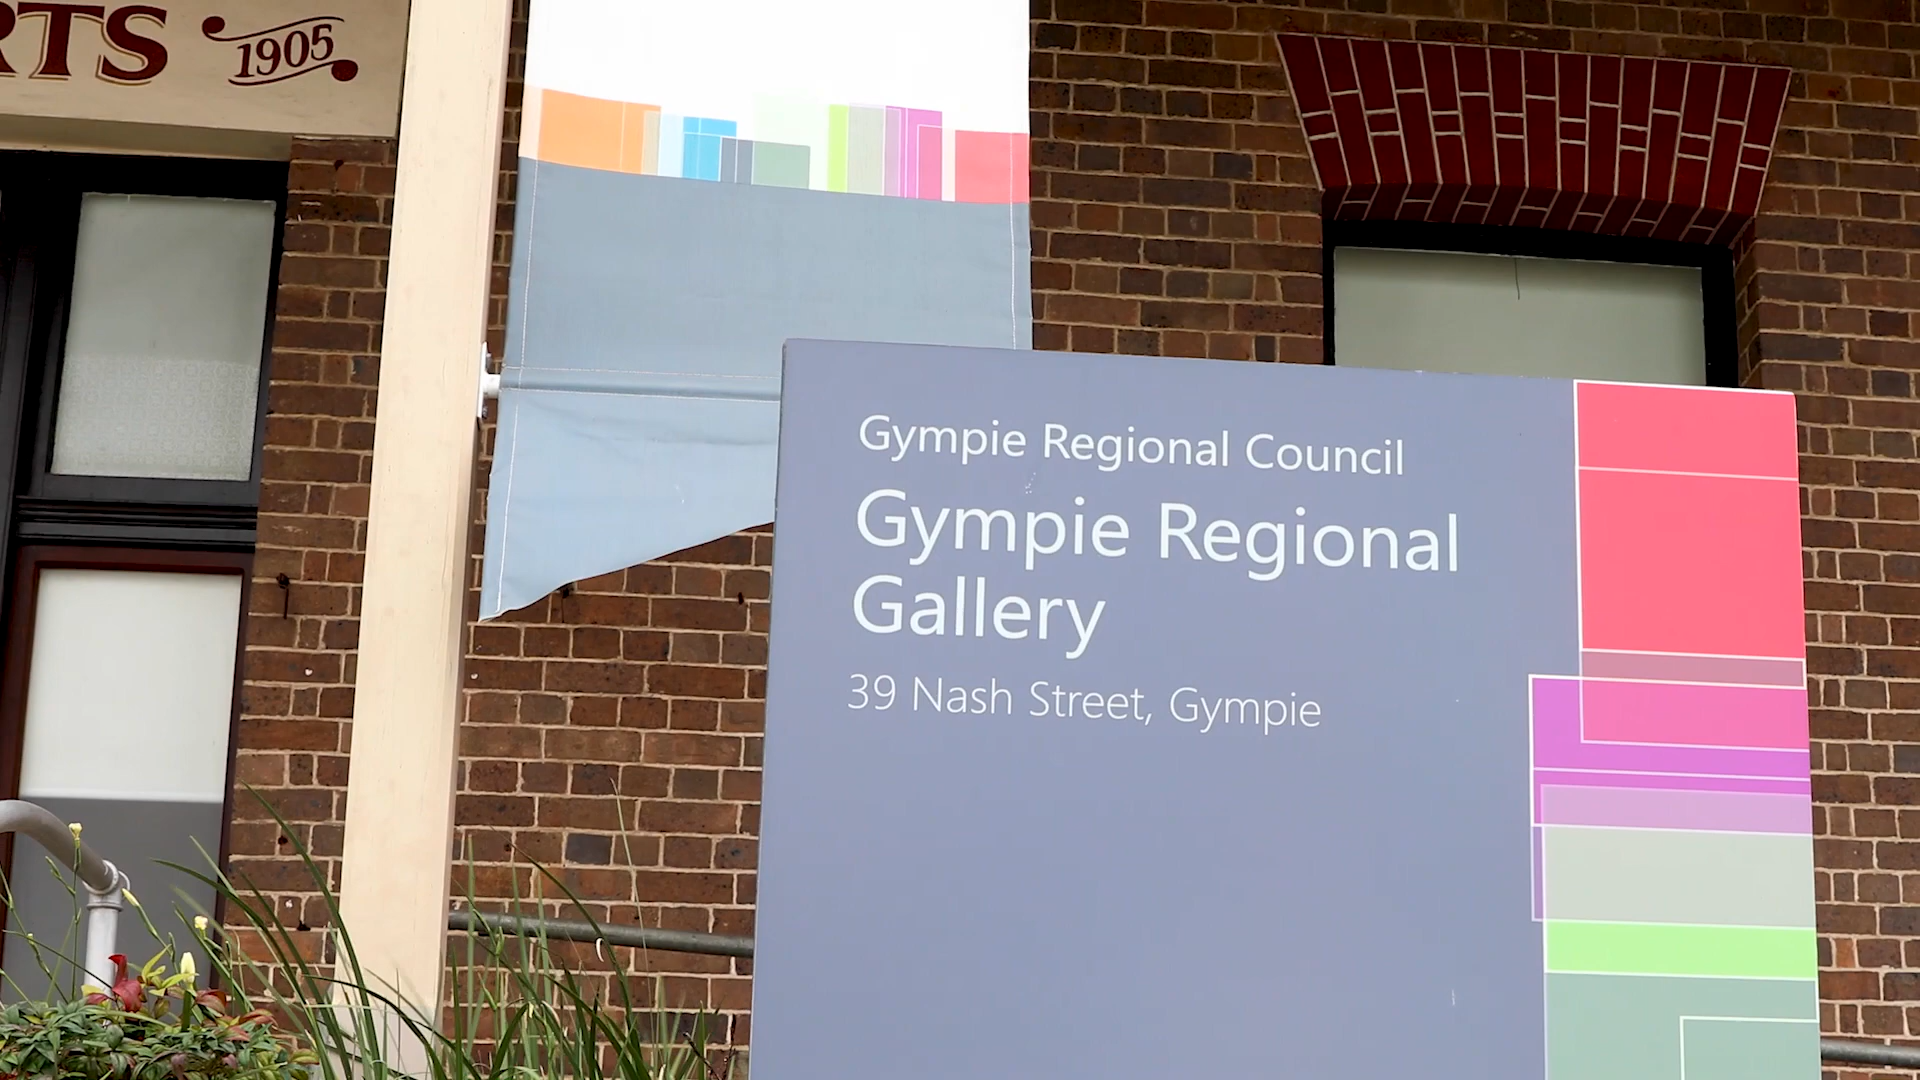 RTS 1905
Gympie Regional Council
Gympie Regional
Gallery
39 Nash Street, Gympie